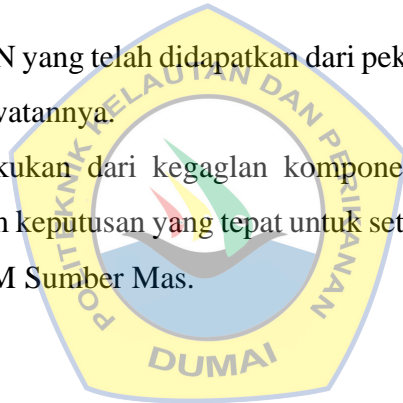 N yang telah didapatkan dari pek
vatannya.
kukan dari kegaglan kompone
n keputusan yang tepat untuk set
M Sumber Mas.
POLITEKNIK KELAUTAN DAN PERIKANAN
DUMAI